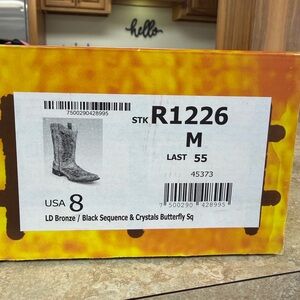 hello
7500290428995
STK R1226
M
LAST 55
45373
USA 8
7 500290 428995
LD Bronze / Black Sequence & Crystals Butterfly Sq